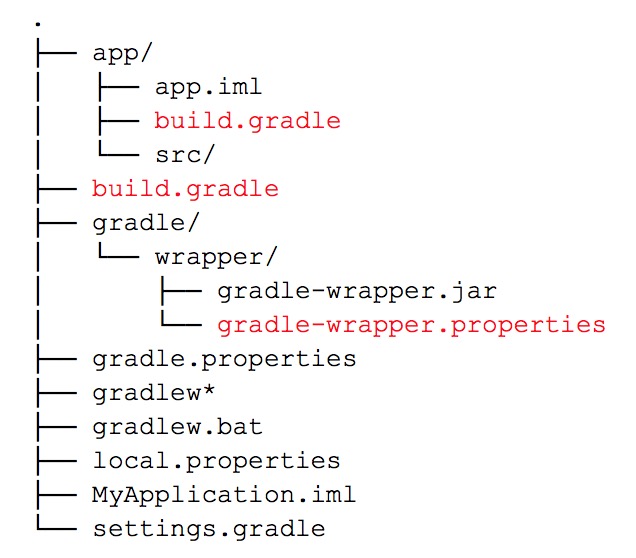 .
├── app/
│   ├── app.iml
│   ├── build.gradle
│   └── src/
├── build.gradle
├── gradle/
│   └── wrapper/
│       ├── gradle-wrapper.jar
│       └── gradle-wrapper.properties
├── gradle.properties
├── gradlew*
├── gradlew.bat
├── local.properties
├── MyApplication.iml
└── settings.gradle